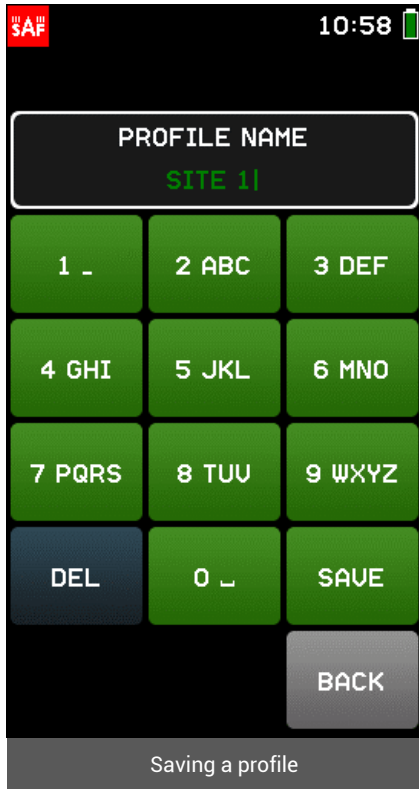 SAF 10:58
PROFILE NAME
SITE 1|
1 _ 2 ABC 3 DEF
4 GHI 5 JKL 6 MNO
7 PQRS 8 TUV 9 WXYZ
DEL 0 ⎵ SAVE
BACK
Saving a profile